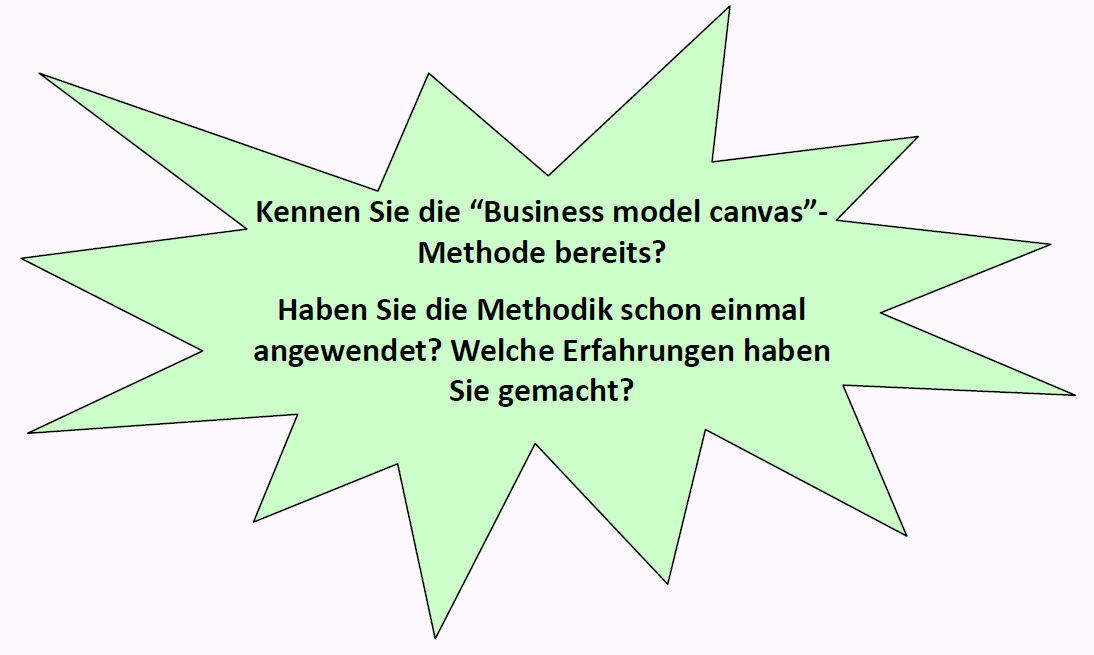 Kennen Sie die “Business model canvas”-
Methode bereits?
Haben Sie die Methodik schon einmal
angewendet? Welche Erfahrungen haben
Sie gemacht?